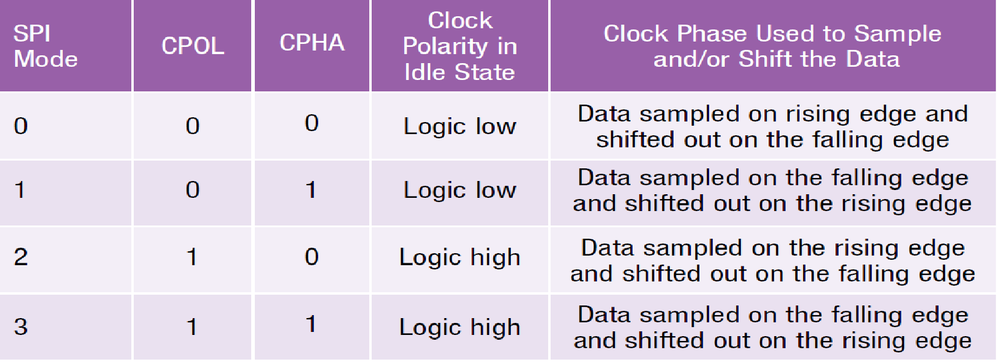 SPI
Mode
CPOL
CPHA
Clock
Polarity in
Idle State
Clock Phase Used to Sample
and/or Shift the Data
0
0
0
Logic low
Data sampled on rising edge and
shifted out on the falling edge
1
0
1
Logic low
Data sampled on the falling edge
and shifted out on the rising edge
2
1
0
Logic high
Data sampled on the rising edge
and shifted out on the falling edge
3
1
1
Logic high
Data sampled on the falling edge
and shifted out on the rising edge